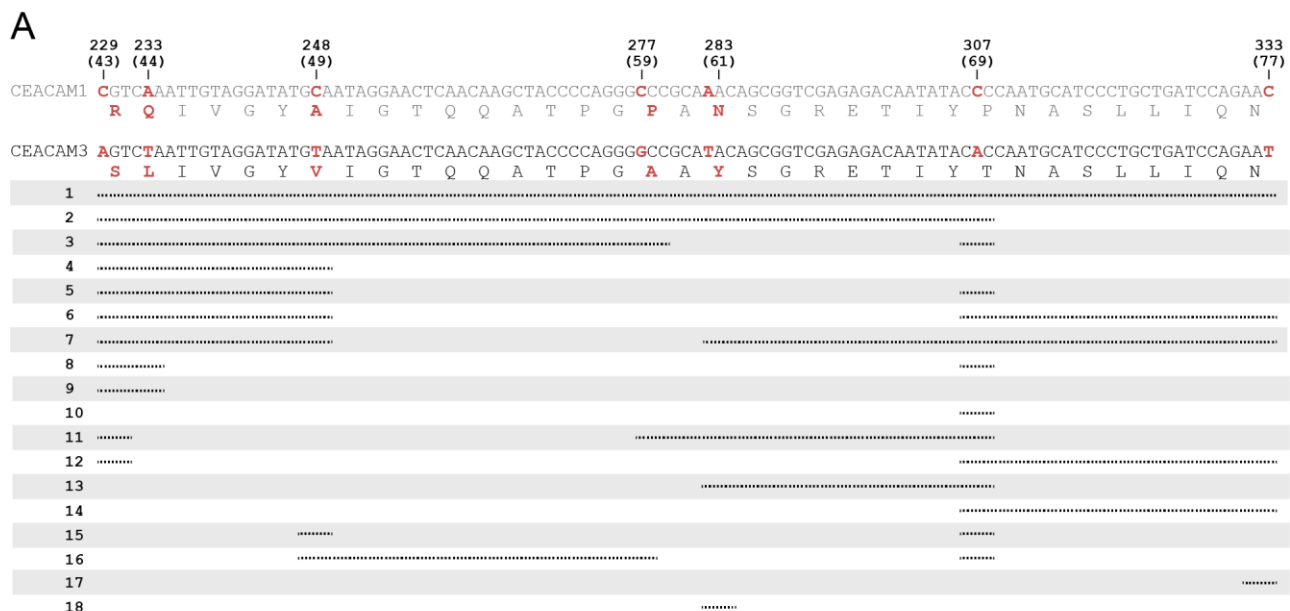 A
229 233 248 277 283 307 333
(43) (44) (49) (59) (61) (69) (77)
CEACAM1 CGTCAAATTGTAGGATATGCAATAGGAACTCAACAAGCTACCCCAGGGCCCGCAAACAGCGGTCGAGAGACAATATACCCCAATGCATCCCTGCTGATCCAGAAC
R Q I V G Y A I G T Q Q A T P G P A N S G R E T I Y P N A S L L I Q N
CEACAM3 AGTCTAATTGTAGGATATGTAATAGGAACTCAACAAGCTACCCCAGGGGCCGCATACAGCGGTCGAGAGACAATATACACCAATGCATCCCTGCTGATCCAGAAT
S L I V G Y V I G T Q Q A T P G A A Y S G R E T I Y T N A S L L I Q N
1
2
3
4
5
6
7
8
9
10
11
12
13
14
15
16
17
18